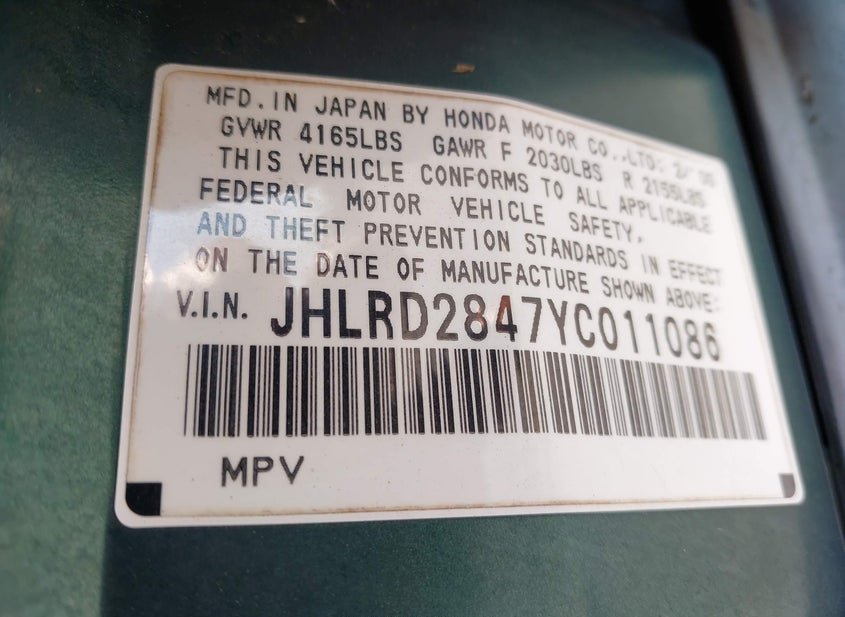 MFD. IN JAPAN BY HONDA MOTOR CO.,LTD: 2/'00
GVWR 4165LBS GAWR F 2030LBS R 2155LBS
THIS VEHICLE CONFORMS TO ALL APPLICABLE
FEDERAL MOTOR VEHICLE SAFETY,
AND THEFT PREVENTION STANDARDS IN EFFECT
ON THE DATE OF MANUFACTURE SHOWN ABOVE:
V.I.N. JHLRD2847YC011086
MPV